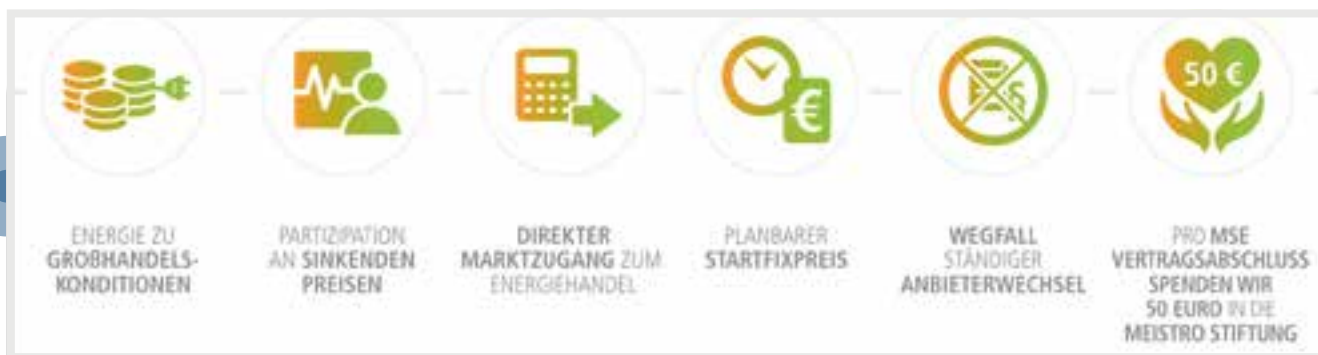 50 €
€
ENERGIE ZU
GROẞHANDELS-
KONDITIONEN
PARTIZIPATION
AN SINKENDEN
PREISEN
DIREKTER
MARKTZUGANG ZUM
ENERGIEHANDEL
PLANBARER
STARTFIXPREIS
WEGFALL
STÄNDIGER
ANBIETERWECHSEL
PRO MSE
VERTRAGSABSCHLUSS
SPENDEN WIR
50 EURO IN DIE
MEISTRO STIFTUNG